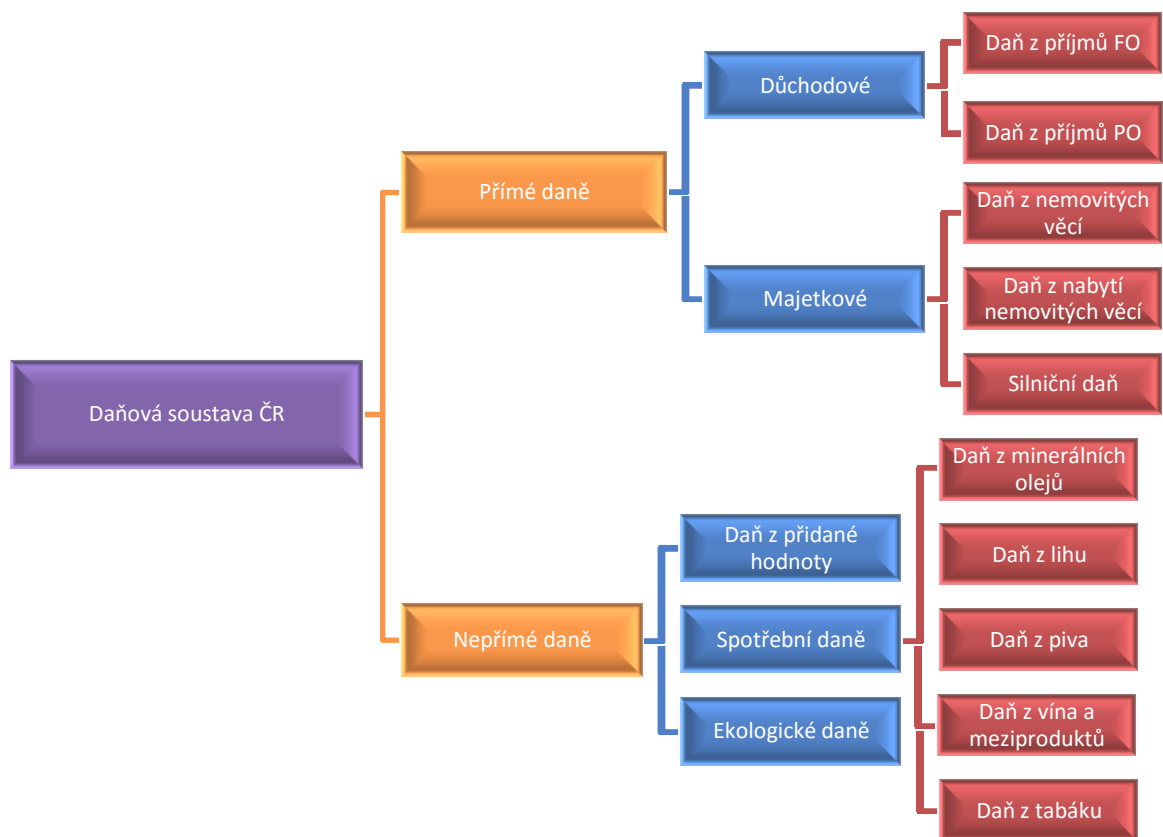 Daňová soustava ČR
Přímé daně
Důchodové
Daň z příjmů FO
Daň z příjmů PO
Majetkové
Daň z nemovitých
věcí
Daň z nabytí
nemovitých věcí
Silniční daň
Nepřímé daně
Daň z přidané
hodnoty
Spotřební daně
Daň z minerálních
olejů
Daň z lihu
Daň z piva
Daň z vína a
meziproduktů
Daň z tabáku
Ekologické daně